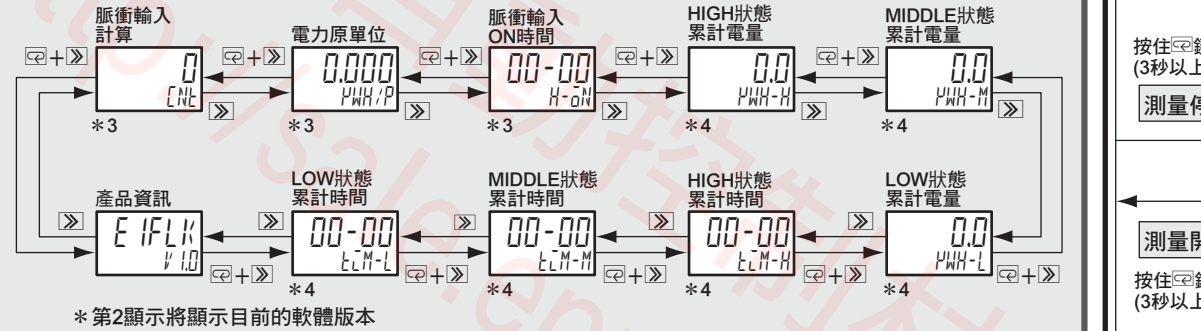 脈衝輸入
計算
電力原單位
脈衝輸入
ON時間
HIGH狀態
累計電量
MIDDLE狀態
累計電量
0
CNt
0.000
PWH/P
00-00
H-oN
0.0
PWH-H
0.0
PWH-M
*3
*3
*3
*4
*4
產品資訊
LOW狀態
累計時間
MIDDLE狀態
累計時間
HIGH狀態
累計時間
LOW狀態
累計電量
E1FLK
V1.0
00-00
tiM-L
00-00
tiM-M
00-00
tiM-H
0.0
PWH-L
*4
*4
*4
*4
*第2顯示將顯示目前的軟體版本
按住
(3秒以上
測量
測量
按住
(3秒以上